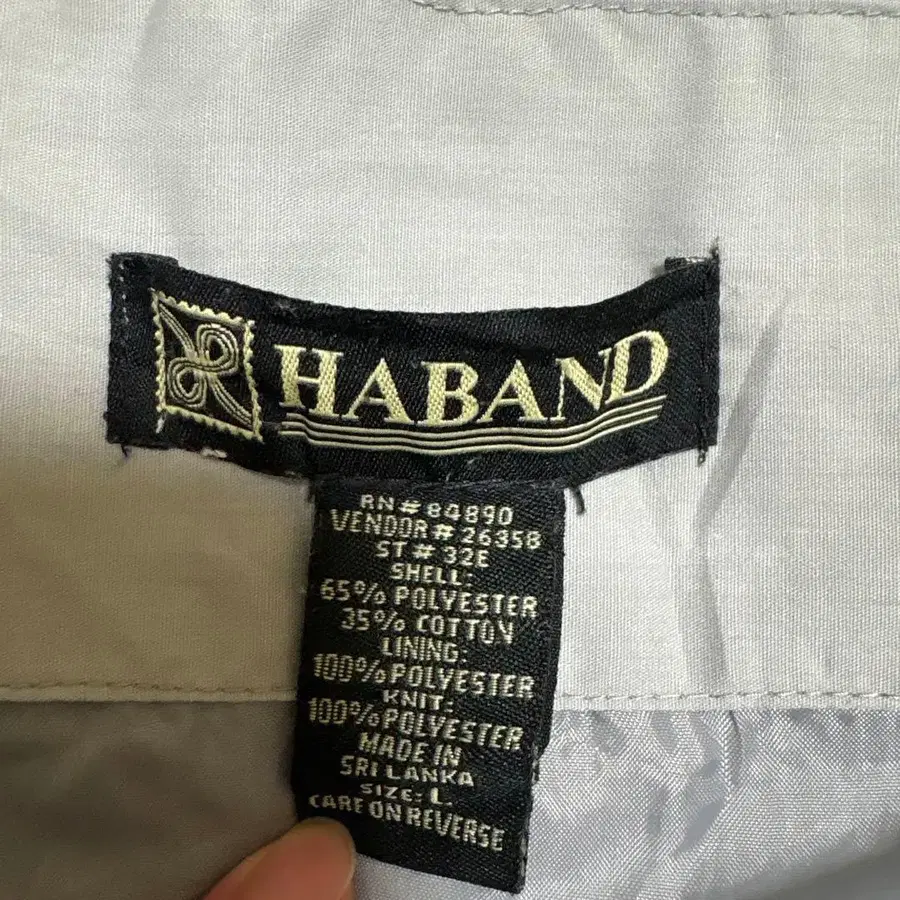 HABAND
RN# 84890
VENDOR# 26358
ST# 32E
SHELL:
65% POLYESTER
35% COTTON
LINING:
100% POLYESTER
KNIT:
100% POLYESTER
MADE IN
SRI LANKA
SIZE: L
CARE ON REVERSE